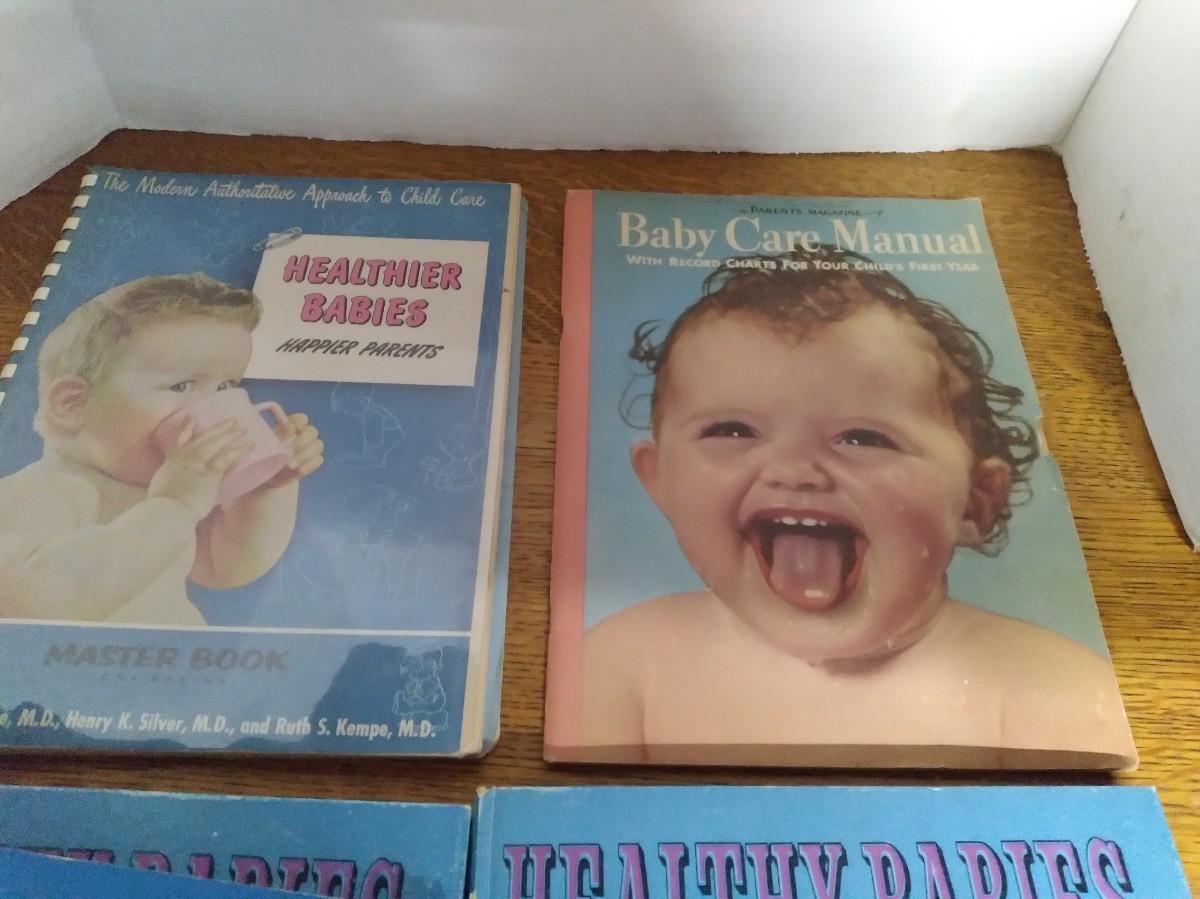 The Modern Authoritative Approach to Child Care
HEALTHIER
BABIES
HAPPIER PARENTS
MASTER BOOK
M.D., Henry K. Silver, M.D., and Ruth S. Kempe, M.D.
PARENTS' MAGAZINE
Baby Care Manual
WITH RECORD CHARTS FOR YOUR CHILD'S FIRST YEAR
BABIES
HEALTHY BABIES